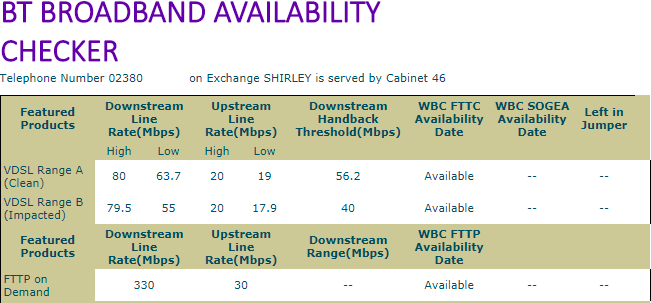 BT BROADBAND AVAILABILITY
CHECKER
Telephone Number 02380 on Exchange SHIRLEY is served by Cabinet 46
Featured Products Downstream Line Rate(Mbps) Upstream Line Rate(Mbps) Downstream Handback Threshold(Mbps) WBC FTTC Availability Date WBC SOGEA Availability Date Left in Jumper
High Low High Low
VDSL Range A (Clean) 80 63.7 20 19 56.2 Available -- --
VDSL Range B (Impacted) 79.5 55 20 17.9 40 Available -- --
Featured Products Downstream Line Rate(Mbps) Upstream Line Rate(Mbps) Downstream Range(Mbps) WBC FTTP Availability Date
FTTP on Demand 330 30 -- Available -- --